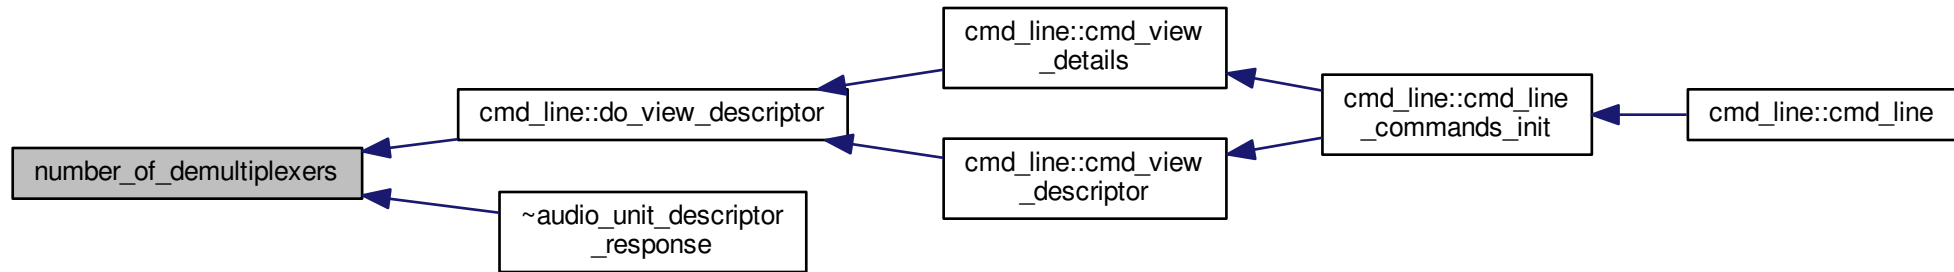 number_of_demultiplexers
cmd_line::do_view_descriptor
~audio_unit_descriptor
_response
cmd_line::cmd_view
_details
cmd_line::cmd_view
_descriptor
cmd_line::cmd_line
_commands_init
cmd_line::cmd_line